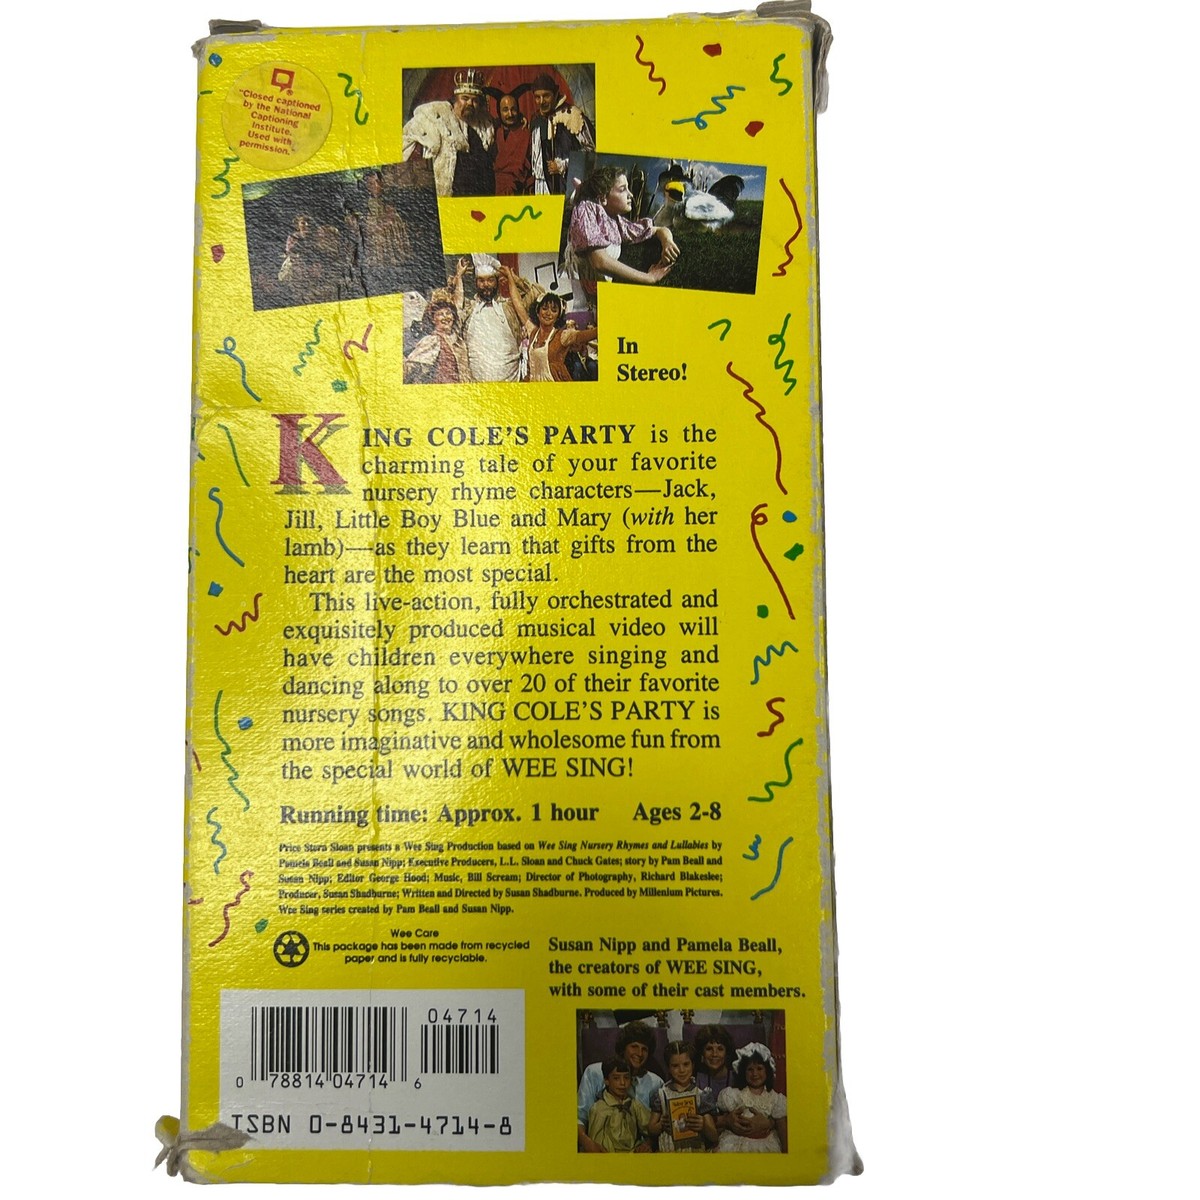 "Closed captioned
by the National
Captioning
Institute.
Used with
permission."
In
Stereo!
KING COLE'S PARTY is the
charming tale of your favorite
nursery rhyme characters—Jack,
Jill, Little Boy Blue and Mary (with her
lamb)—as they learn that gifts from the
heart are the most special.
This live-action, fully orchestrated and
exquisitely produced musical video will
have children everywhere singing and
dancing along to over 20 of their favorite
nursery songs. KING COLE'S PARTY is
more imaginative and wholesome fun from
the special world of WEE SING!
Running time: Approx. 1 hour Ages 2-8
Price Stern Sloan presents a Wee Sing Production based on Wee Sing Nursery Rhymes and Lullabies by
Pamela Beall and Susan Nipp; Executive Producers, L.L. Sloan and Chuck Gates; story by Pam Beall and
Susan Nipp; Editor George Hood; Music, Bill Scream; Director of Photography, Richard Blakeslee;
Producer, Susan Shadburne; Written and Directed by Susan Shadburne. Produced by Millenium Pictures.
Wee Sing series created by Pam Beall and Susan Nipp.
Wee Care
This package has been made from recycled
paper and is fully recyclable.
Susan Nipp and Pamela Beall,
the creators of WEE SING,
with some of their cast members.
04714
0 78814 04714 6
ISBN 0-8431-4714-8